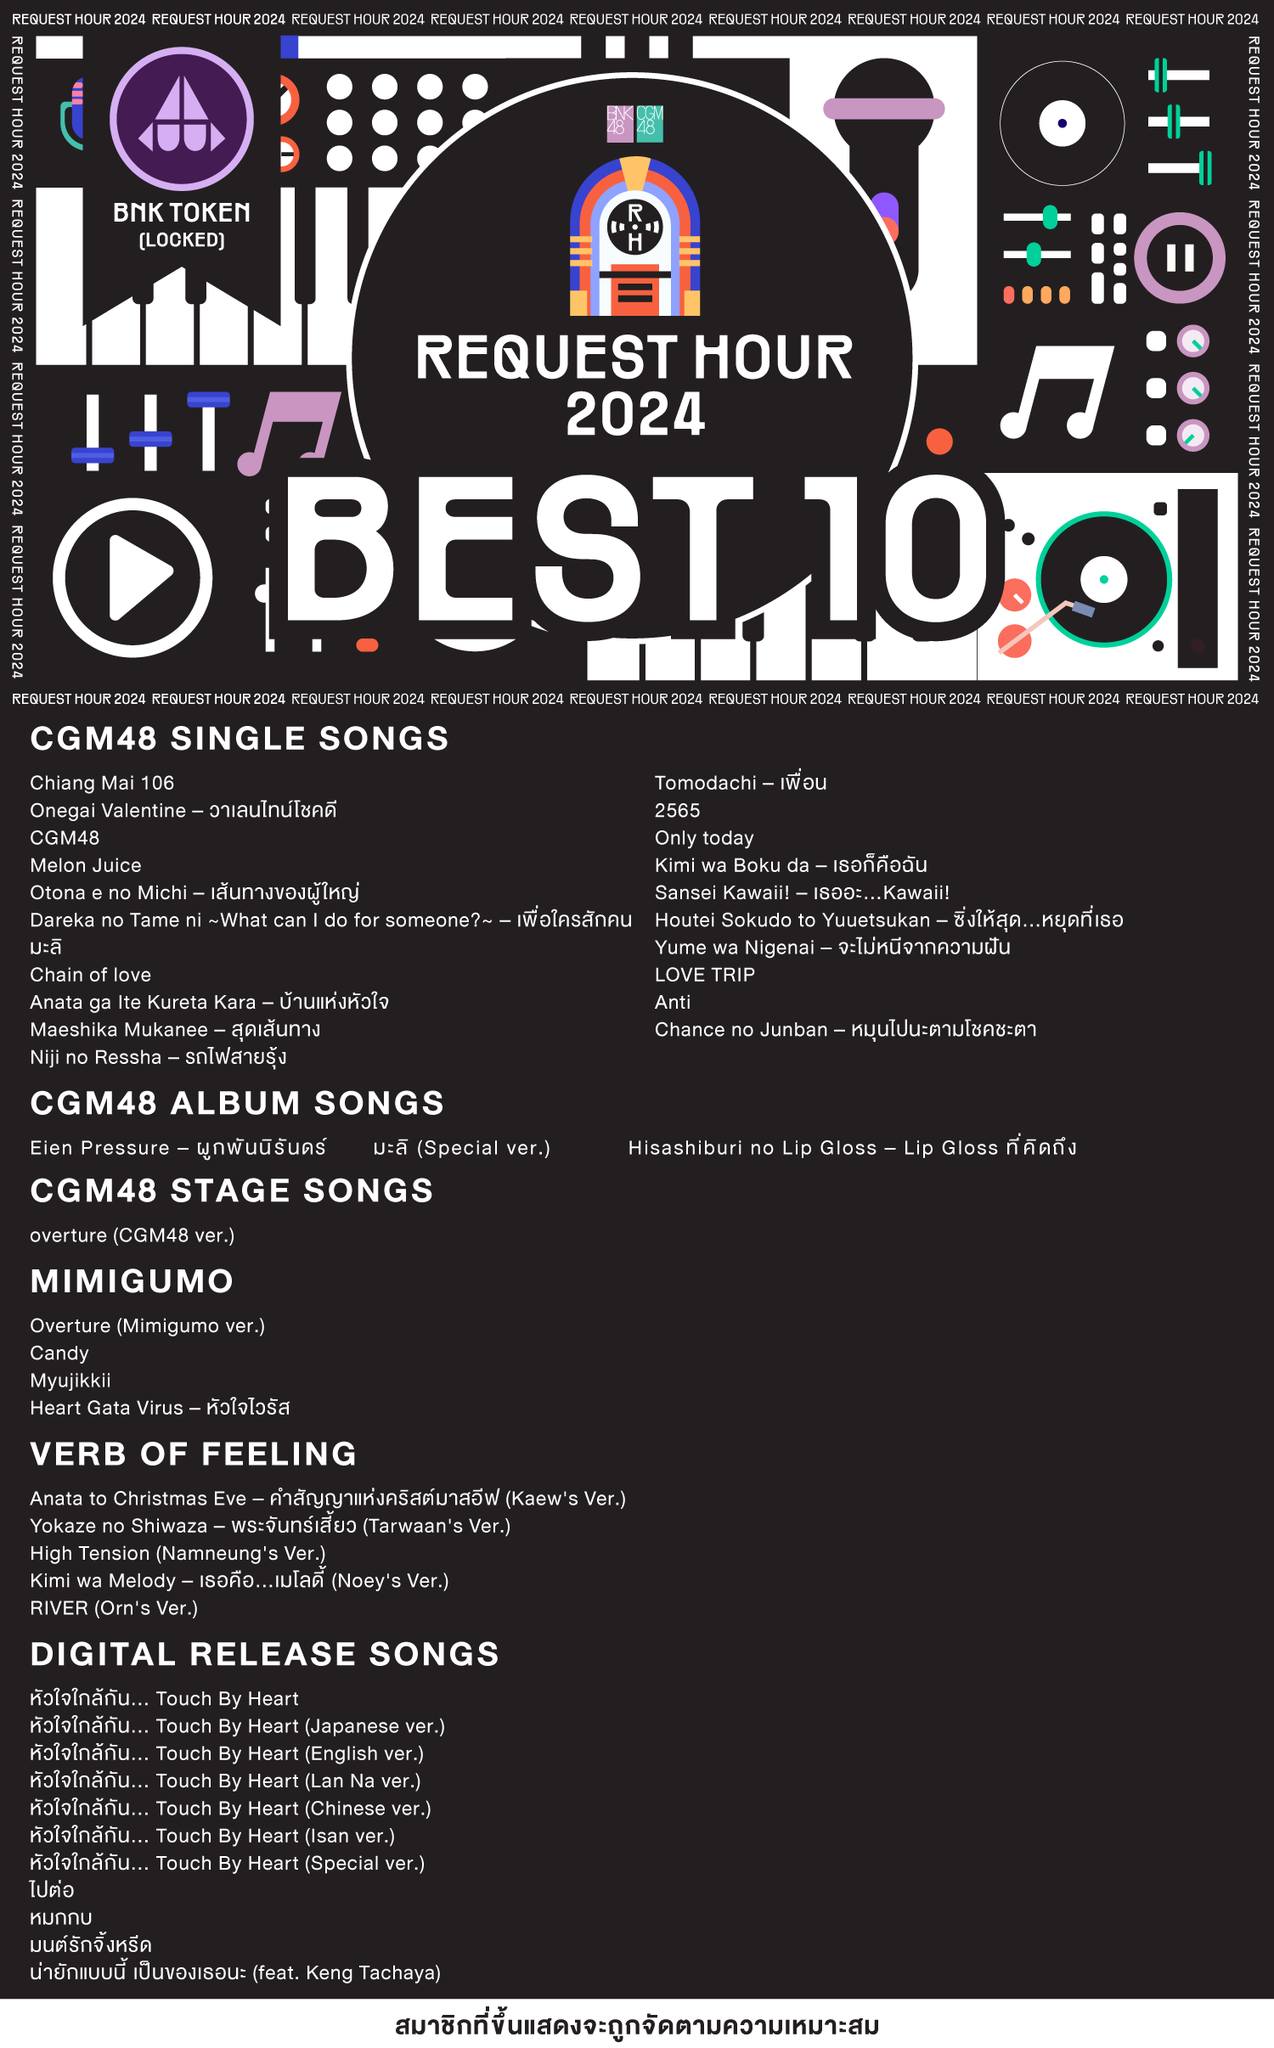 REQUEST HOUR 2024 REQUEST HOUR 2024 REQUEST HOUR 2024 REQUEST HOUR 2024 REQUEST HOUR 2024 REQUEST HOUR 2024 REQUEST HOUR 2024 REQUEST HOUR 2024 REQUEST HOUR 2024
REQUEST HOUR 2024 REQUEST HOUR 2024 REQUEST HOUR 2024 REQUEST HOUR 2024
REQUEST HOUR 2024 REQUEST HOUR 2024 REQUEST HOUR 2024 REQUEST HOUR 2024
BNK TOKEN
(LOCKED)
BNK 48 CGM 48
R
H
REQUEST HOUR
2024
BEST 10
REQUEST HOUR 2024 REQUEST HOUR 2024 REQUEST HOUR 2024 REQUEST HOUR 2024 REQUEST HOUR 2024 REQUEST HOUR 2024 REQUEST HOUR 2024 REQUEST HOUR 2024 REQUEST HOUR 2024
CGM48 SINGLE SONGS
Chiang Mai 106
Onegai Valentine – วาเลนไทน์โชคดี
CGM48
Melon Juice
Otona e no Michi – เส้นทางของผู้ใหญ่
Dareka no Tame ni ~What can I do for someone?~ – เพื่อใครสักคน
มะลิ
Chain of love
Anata ga Ite Kureta Kara – บ้านแห่งหัวใจ
Maeshika Mukanee – สุดเส้นทาง
Niji no Ressha – รถไฟสายรุ้ง
Tomodachi – เพื่อน
2565
Only today
Kimi wa Boku da – เธอก็คือฉัน
Sansei Kawaii! – เธออะ...Kawaii!
Houtei Sokudo to Yuuetsukan – ซิ่งให้สุด...หยุดที่เธอ
Yume wa Nigenai – จะไม่หนีจากความฝัน
LOVE TRIP
Anti
Chance no Junban – หมุนไปนะตามโชคชะตา
CGM48 ALBUM SONGS
Eien Pressure – ผูกพันนิรันดร์ มะลิ (Special ver.) Hisashiburi no Lip Gloss – Lip Gloss ที่คิดถึง
CGM48 STAGE SONGS
overture (CGM48 ver.)
MIMIGUMO
Overture (Mimigumo ver.)
Candy
Myujikkii
Heart Gata Virus – หัวใจไวรัส
VERB OF FEELING
Anata to Christmas Eve – คำสัญญาแห่งคริสต์มาสอีฟ (Kaew's Ver.)
Yokaze no Shiwaza – พระจันทร์เสี้ยว (Tarwaan's Ver.)
High Tension (Namneung's Ver.)
Kimi wa Melody – เธอคือ...เมโลดี้ (Noey's Ver.)
RIVER (Orn's Ver.)
DIGITAL RELEASE SONGS
หัวใจใกล้กัน... Touch By Heart
หัวใจใกล้กัน... Touch By Heart (Japanese ver.)
หัวใจใกล้กัน... Touch By Heart (English ver.)
หัวใจใกล้กัน... Touch By Heart (Lan Na ver.)
หัวใจใกล้กัน... Touch By Heart (Chinese ver.)
หัวใจใกล้กัน... Touch By Heart (Isan ver.)
หัวใจใกล้กัน... Touch By Heart (Special ver.)
ไปต่อ
หมกกบ
มนต์รักจิ้งหรีด
น่ายักแบบนี้ เป็นของเธอนะ (feat. Keng Tachaya)
สมาชิกที่ขึ้นแสดงจะถูกจัดตามความเหมาะสม